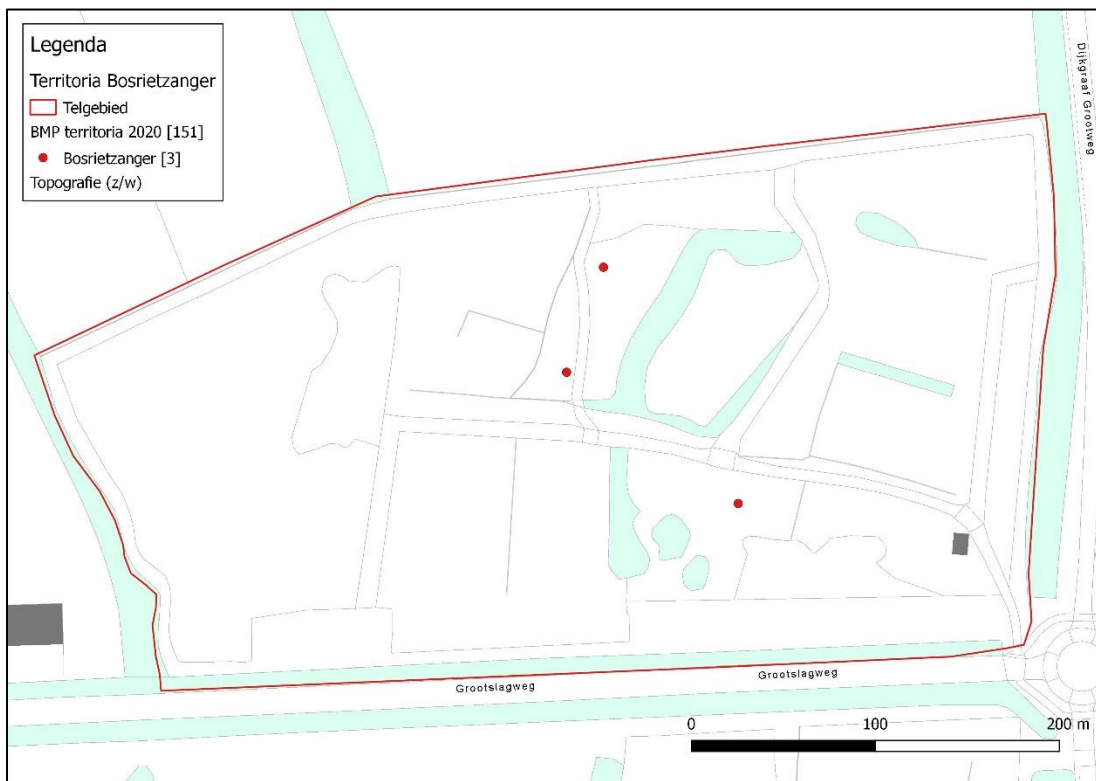 Legenda
Territoria Bosrietzanger
Telgebied
BMP territoria 2020 [151]
Bosrietzanger [3]
Topografie (z/w)
Dijkgraaf Grootweg
Grootslagweg
Grootslagweg
0 100 200 m